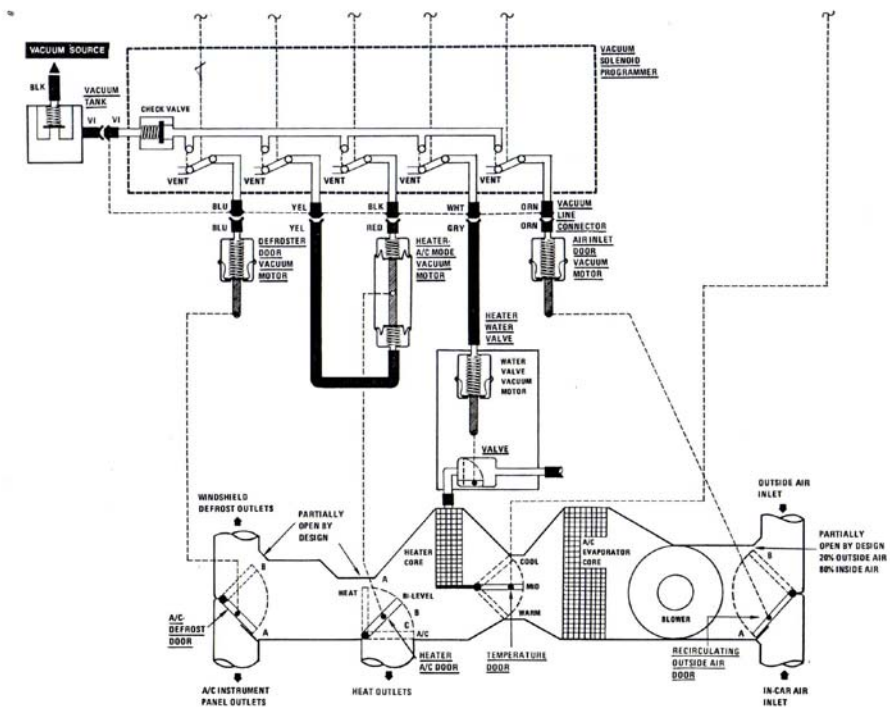 VACUUM SOURCE
BLK
VACUUM
TANK
VI VI
CHECK VALVE
VACUUM
SOLENOID
PROGRAMMER
VENT VENT VENT VENT VENT
BLU YEL BLK WHT ORN
BLU YEL RED GRY ORN
VACUUM
LINE
CONNECTOR
DEFROSTER
DOOR
VACUUM
MOTOR
HEATER-
A/C MODE
VACUUM
MOTOR
AIR INLET
DOOR
VACUUM
MOTOR
HEATER
WATER
VALVE
WATER
VALVE
VACUUM
MOTOR
VALVE
WINDSHIELD
DEFROST OUTLETS
PARTIALLY
OPEN BY
DESIGN
OUTSIDE AIR
INLET
PARTIALLY
OPEN BY DESIGN
20% OUTSIDE AIR
80% INSIDE AIR
HEATER
CORE
COOL
MID
WARM
A/C
EVAPORATOR
CORE
BLOWER
B
A
A
HEAT
BI-LEVEL
B
C
A/C
B
A
A/C-
DEFROST
DOOR
HEATER
A/C DOOR
TEMPERATURE
DOOR
RECIRCULATING
OUTSIDE AIR
DOOR
A/C INSTRUMENT
PANEL OUTLETS
HEAT OUTLETS
IN-CAR AIR
INLET